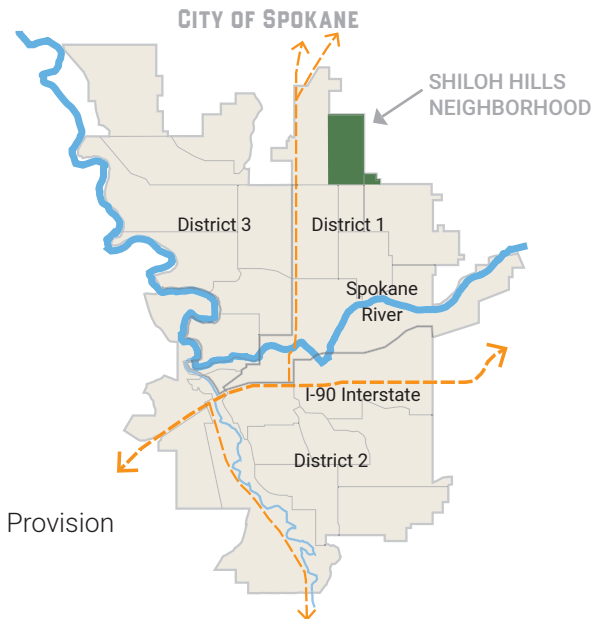 CITY OF SPOKANE
SHILOH HILLS
NEIGHBORHOOD
District 3
District 1
Spokane
River
I-90 Interstate
District 2
Provision